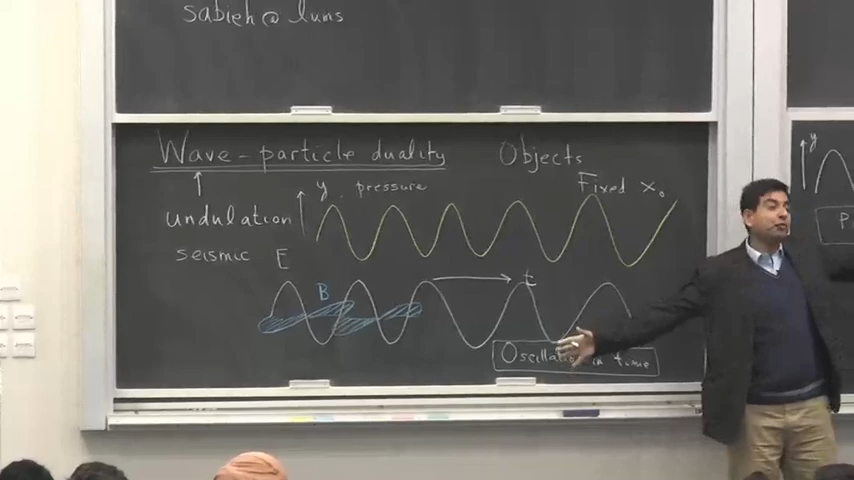 sabieh@lums
Wave-particle duality
Objects
y, pressure
Fixed x₀
undulation
seismic
E
B
t
Oscillation in time
y
P